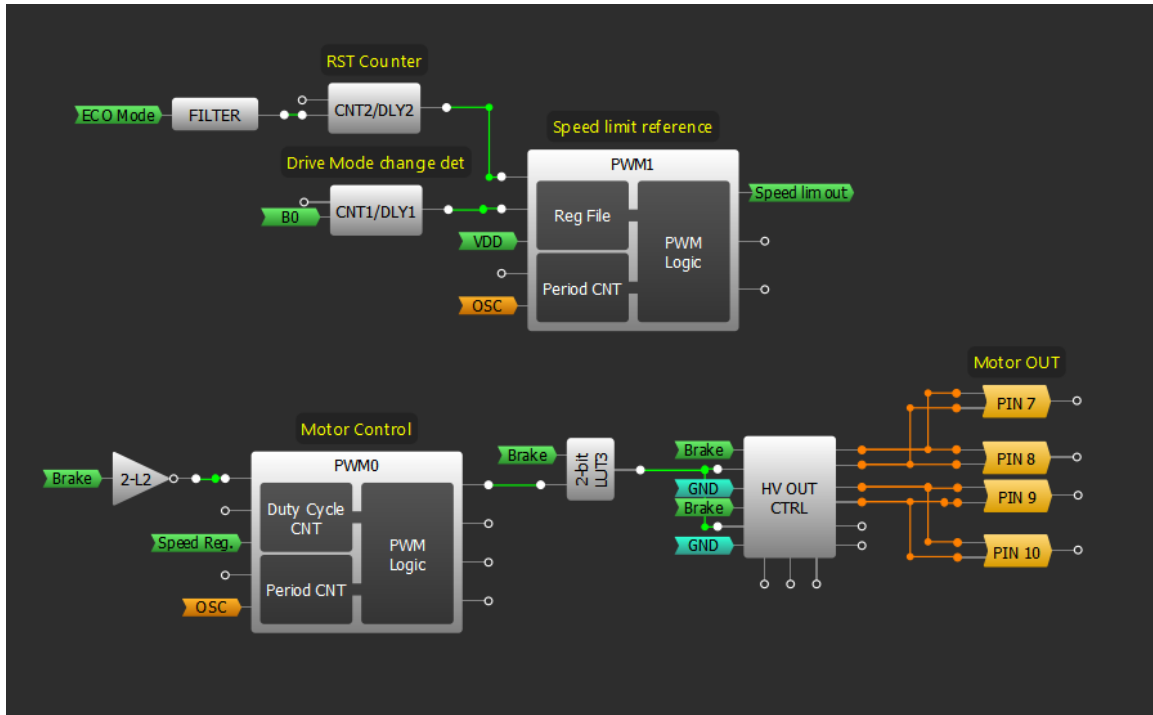 RST Counter
ECO Mode
FILTER
CNT2/DLY2
Speed limit reference
Drive Mode change det
PWM1
B0
CNT1/DLY1
Reg File
Speed lim out
VDD
PWM
Logic
Period CNT
OSC
Motor OUT
PIN 7
Motor Control
Brake
2-L2
PWM0
Brake
2-bit
LUT3
Brake
PIN 8
GND
HV OUT
CTRL
PIN 9
Duty Cycle
CNT
Brake
Speed Reg.
PWM
Logic
GND
PIN 10
Period CNT
OSC